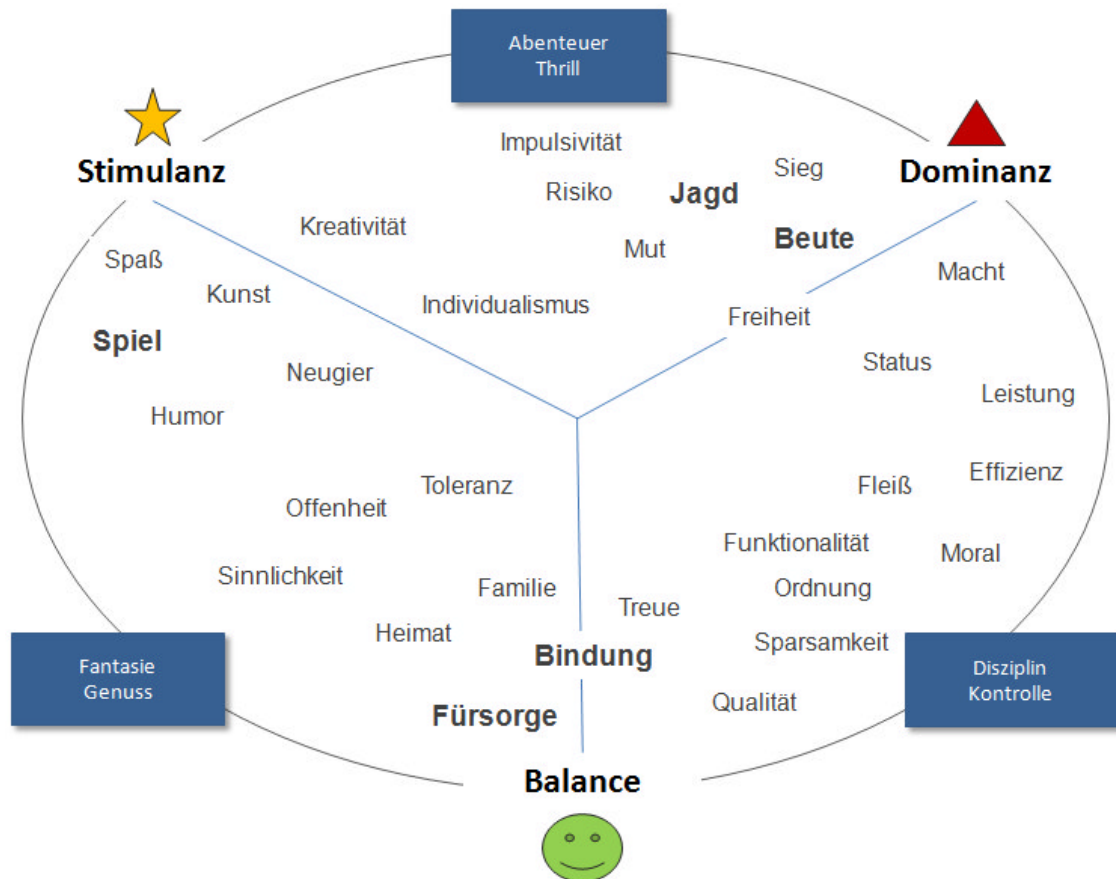 Abenteuer
Thrill
Impulsivität
Stimulanz
Sieg
Dominanz
Risiko
Jagd
Kreativität
Beute
Mut
Spaß
Macht
Kunst
Individualismus
Freiheit
Spiel
Status
Neugier
Leistung
Humor
Effizienz
Toleranz
Fleiß
Offenheit
Funktionalität
Moral
Sinnlichkeit
Familie
Ordnung
Treue
Heimat
Sparsamkeit
Bindung
Fantasie
Genuss
Disziplin
Kontrolle
Qualität
Fürsorge
Balance